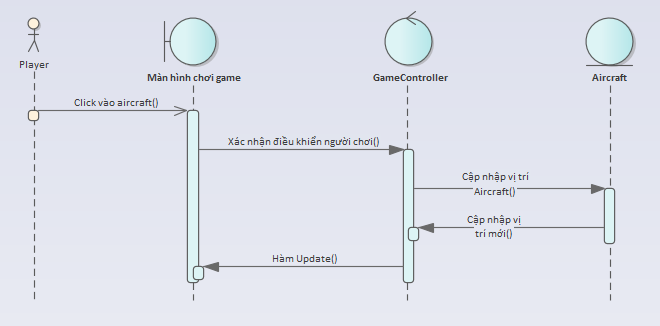 Player
Màn hình chơi game
GameController
Aircraft
Click vào aircraft()
Xác nhận điều khiển người chơi()
Cập nhập vị trí
Aircraft()
Cập nhập vị
trí mới()
Hàm Update()